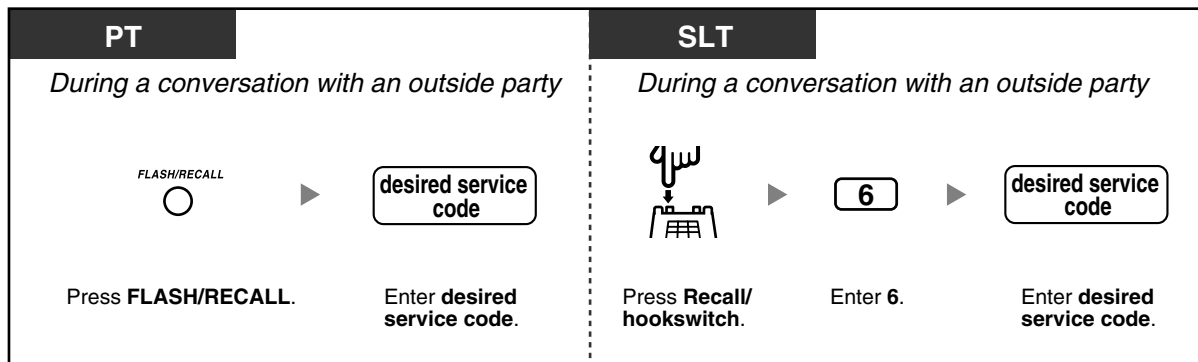 PT
During a conversation with an outside party
FLASH/RECALL
desired service
code
Press FLASH/RECALL.
Enter desired
service code.
SLT
During a conversation with an outside party
6
desired service
code
Press Recall/
hookswitch.
Enter 6.
Enter desired
service code.